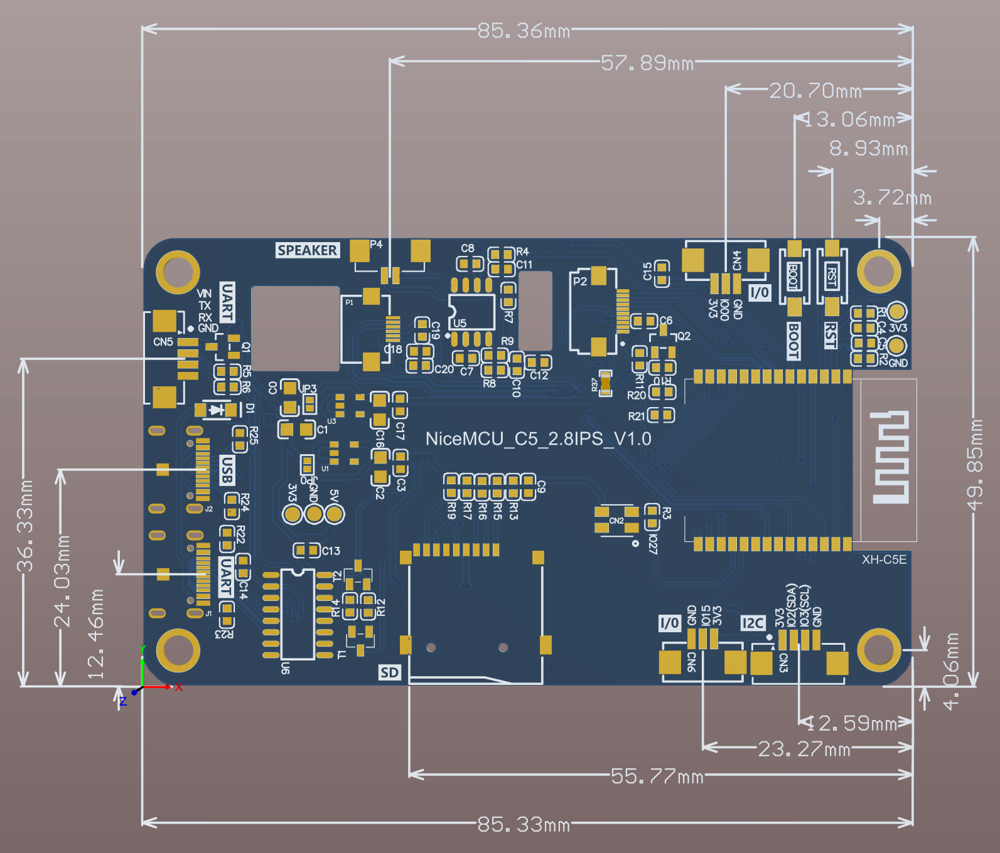 85.36mm
57.89mm
20.70mm
13.06mm
8.93mm
3.72mm
SPEAKER
P4
C8
R4
C11
C15
CN4
BOOT
RST
P2
I/O
VIN
TX
RX
GND
UART
P1
U5
R7
3V3
IO00
GND
R1
C4
C5
R2
3V3
GND
CN5
Q1
C18
C19
R9
C6
Q2
BOOT
RST
R5
R6
C20
C7
R8
C10
C12
R37
R11
R10
R20
R21
C0
JP3
D1
U3
C1
C16
C17
R25
NiceMCU_C5_2.8IPS_V1.0
USB
U1
JP0
C2
C3
3V3
GND
5V
J2
R24
R19
R17
R16
R15
R13
C9
CN2
R3
IO27
R22
C13
UART
C14
T2
R14
R12
J1
R23
U6
T1
SD
XH-C5E
I/O
GND
IO15
3V3
I2C
3V3
IO2(SDA)
IO3(SCL)
GND
CN6
CN3
36.33mm
24.03mm
12.46mm
49.85mm
4.06mm
Y
X
Z
12.59mm
23.27mm
55.77mm
85.33mm